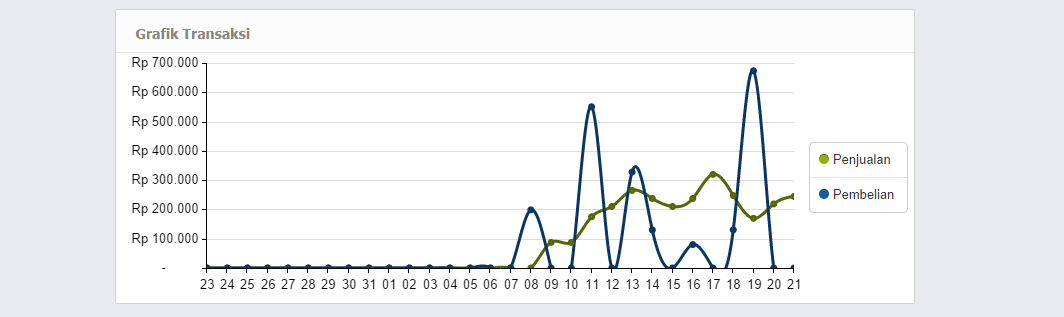 Grafik Transaksi
Rp 700.000
Rp 600.000
Rp 500.000
Rp 400.000
Rp 300.000
Rp 200.000
Rp 100.000
-
23 24 25 26 27 28 29 30 31 01 02 03 04 05 06 07 08 09 10 11 12 13 14 15 16 17 18 19 20 21
Penjualan
Pembelian